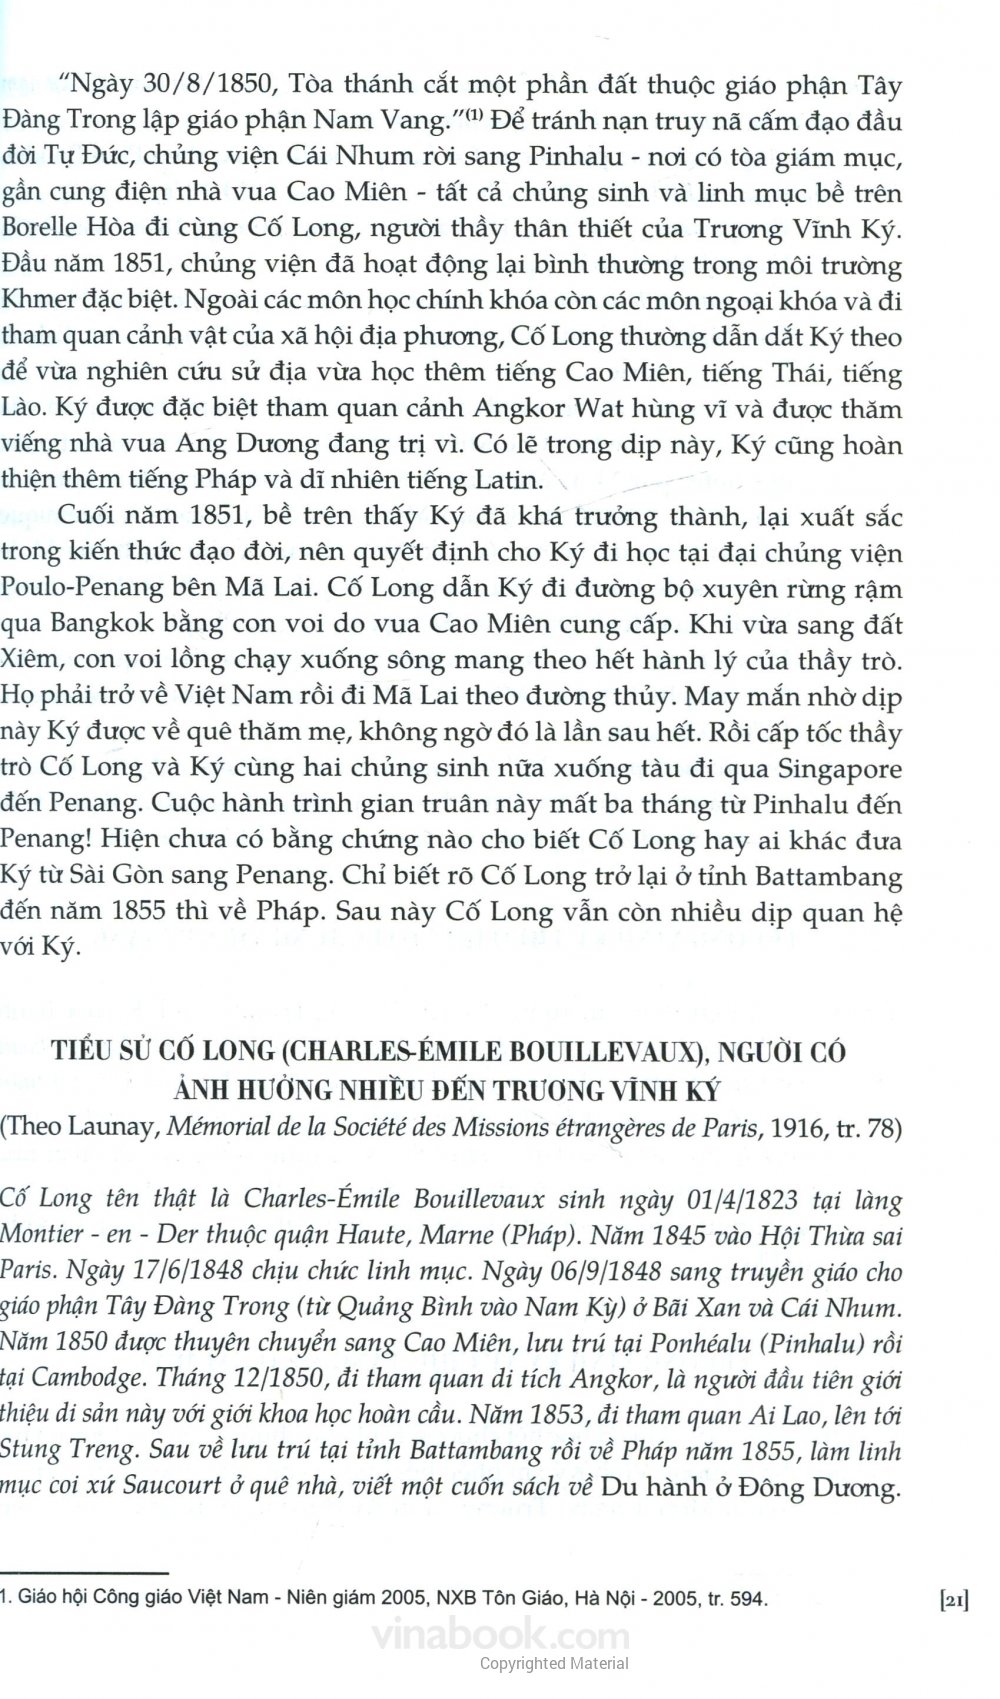 “Ngày 30/8/1850, Tòa thánh cắt một phần đất thuộc giáo phận Tây
Đàng Trong lập giáo phận Nam Vang.”(1) Để tránh nạn truy nã cấm đạo đầu
đời Tự Đức, chủng viện Cái Nhum rời sang Pinhalu - nơi có tòa giám mục,
gần cung điện nhà vua Cao Miên - tất cả chủng sinh và linh mục bề trên
Borelle Hòa đi cùng Cố Long, người thầy thân thiết của Trương Vĩnh Ký.
Đầu năm 1851, chủng viện đã hoạt động lại bình thường trong môi trường
Khmer đặc biệt. Ngoài các môn học chính khóa còn các môn ngoại khóa và đi
tham quan cảnh vật của xã hội địa phương, Cố Long thường dẫn dắt Ký theo
để vừa nghiên cứu sử địa vừa học thêm tiếng Cao Miên, tiếng Thái, tiếng
Lào. Ký được đặc biệt tham quan cảnh Angkor Wat hùng vĩ và được thăm
viếng nhà vua Ang Dương đang trị vì. Có lẽ trong dịp này, Ký cũng hoàn
thiện thêm tiếng Pháp và dĩ nhiên tiếng Latin.
Cuối năm 1851, bề trên thấy Ký đã khá trưởng thành, lại xuất sắc
trong kiến thức đạo đời, nên quyết định cho Ký đi học tại đại chủng viện
Poulo-Penang bên Mã Lai. Cố Long dẫn Ký đi đường bộ xuyên rừng rậm
qua Bangkok bằng con voi do vua Cao Miên cung cấp. Khi vừa sang đất
Xiêm, con voi lồng chạy xuống sông mang theo hết hành lý của thầy trò.
Họ phải trở về Việt Nam rồi đi Mã Lai theo đường thủy. May mắn nhờ dịp
này Ký được về quê thăm mẹ, không ngờ đó là lần sau hết. Rồi cấp tốc thầy
trò Cố Long và Ký cùng hai chủng sinh nữa xuống tàu đi qua Singapore
đến Penang. Cuộc hành trình gian truân này mất ba tháng từ Pinhalu đến
Penang! Hiện chưa có bằng chứng nào cho biết Cố Long hay ai khác đưa
Ký từ Sài Gòn sang Penang. Chỉ biết rõ Cố Long trở lại ở tỉnh Battambang
đến năm 1855 thì về Pháp. Sau này Cố Long vẫn còn nhiều dịp quan hệ
với Ký.
TIỂU SỬ CỐ LONG (CHARLES-ÉMILE BOUILLEVAUX), NGƯỜI CÓ
ẢNH HƯỞNG NHIỀU ĐẾN TRƯƠNG VĨNH KÝ
(Theo Launay, Mémorial de la Société des Missions étrangères de Paris, 1916, tr. 78)
Cố Long tên thật là Charles-Émile Bouillevaux sinh ngày 01/4/1823 tại làng
Montier - en - Der thuộc quận Haute, Marne (Pháp). Năm 1845 vào Hội Thừa sai
Paris. Ngày 17/6/1848 chịu chức linh mục. Ngày 06/9/1848 sang truyền giáo cho
giáo phận Tây Đàng Trong (từ Quảng Bình vào Nam Kỳ) ở Bãi Xan và Cái Nhum.
Năm 1850 được thuyên chuyển sang Cao Miên, lưu trú tại Ponhéalu (Pinhalu) rồi
tại Cambodge. Tháng 12/1850, đi tham quan di tích Angkor, là người đầu tiên giới
thiệu di sản này với giới khoa học hoàn cầu. Năm 1853, đi tham quan Ai Lao, lên tới
Stung Treng. Sau về lưu trú tại tỉnh Battambang rồi về Pháp năm 1855, làm linh
mục coi xứ Saucourt ở quê nhà, viết một cuốn sách về Du hành ở Đông Dương.
1. Giáo hội Công giáo Việt Nam - Niên giám 2005, NXB Tôn Giáo, Hà Nội - 2005, tr. 594.
[21]
vinabook.com
Copyrighted Material